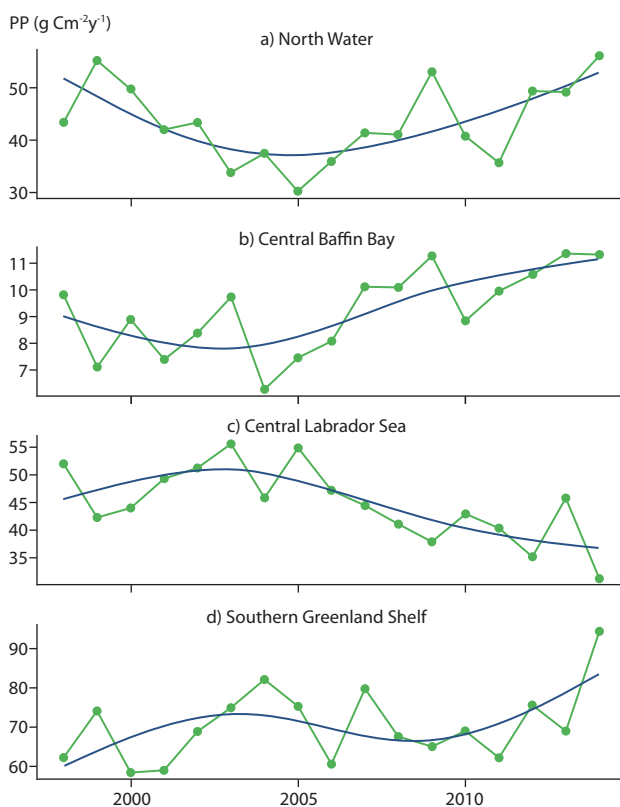 PP (g Cm⁻²y⁻¹)
a) North Water
50
40
30
b) Central Baffin Bay
11
10
9
8
7
c) Central Labrador Sea
55
50
45
40
35
d) Southern Greenland Shelf
90
80
70
60
2000 2005 2010